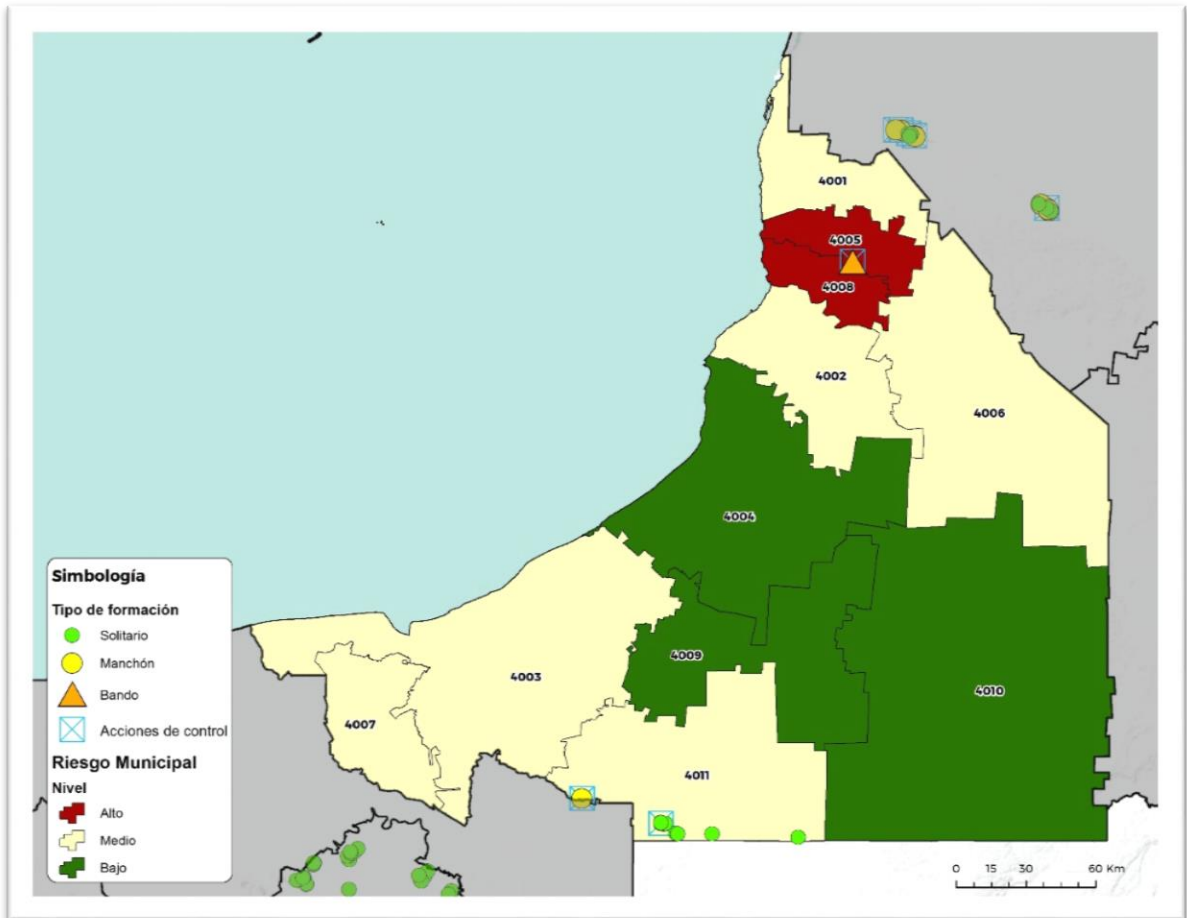 4001
4005
4008
4002
4006
4004
4009
4003
4010
4007
4011
Simbología
Tipo de formación
Solitario
Manchón
Bando
Acciones de control
Riesgo Municipal
Nivel
Alto
Medio
Bajo
0 15 30 60 Km